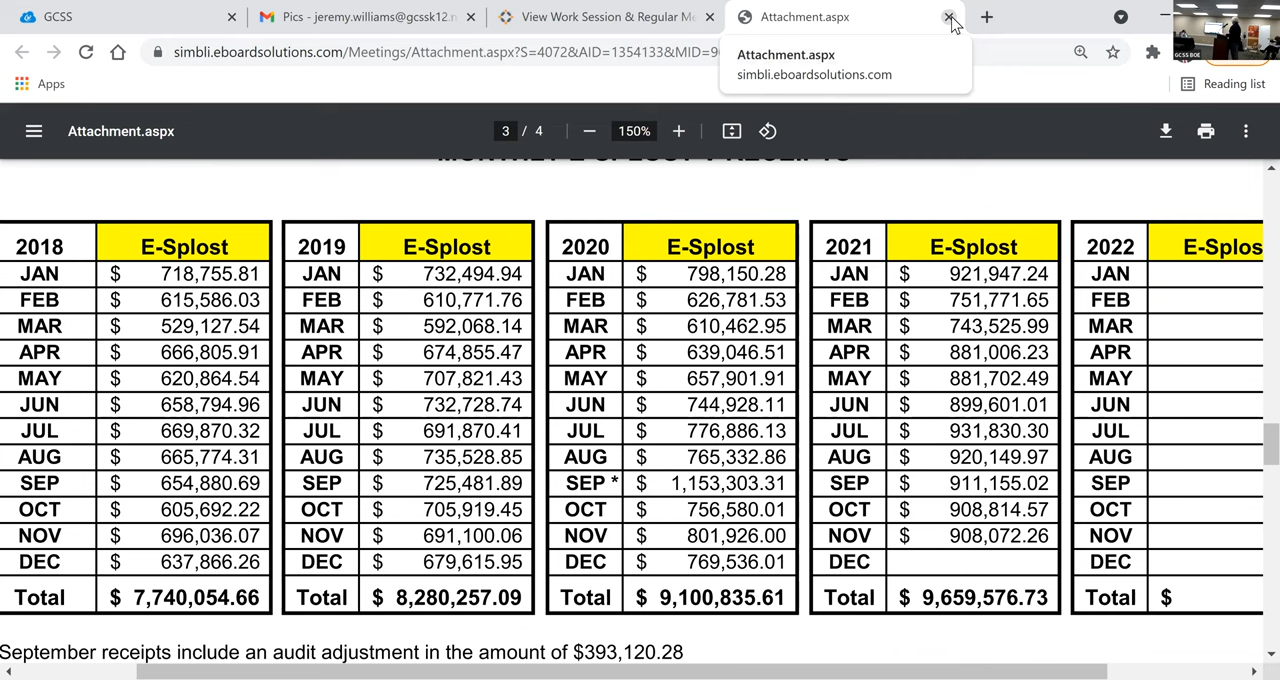 GCSS
Pics - jeremy.williams@gcssk12.n
View Work Session & Regular Me
Attachment.aspx
simbli.eboardsolutions.com/Meetings/Attachment.aspx?S=4072&AID=1354133&MID=9
Attachment.aspx
simbli.eboardsolutions.com
GCSS BOE
Apps
Reading list
Attachment.aspx
3 / 4
150%
2018 E-Splost 2019 E-Splost 2020 E-Splost 2021 E-Splost 2022 E-Splos
JAN $ 718,755.81 JAN $ 732,494.94 JAN $ 798,150.28 JAN $ 921,947.24 JAN
FEB $ 615,586.03 FEB $ 610,771.76 FEB $ 626,781.53 FEB $ 751,771.65 FEB
MAR $ 529,127.54 MAR $ 592,068.14 MAR $ 610,462.95 MAR $ 743,525.99 MAR
APR $ 666,805.91 APR $ 674,855.47 APR $ 639,046.51 APR $ 881,006.23 APR
MAY $ 620,864.54 MAY $ 707,821.43 MAY $ 657,901.91 MAY $ 881,702.49 MAY
JUN $ 658,794.96 JUN $ 732,728.74 JUN $ 744,928.11 JUN $ 899,601.01 JUN
JUL $ 669,870.32 JUL $ 691,870.41 JUL $ 776,886.13 JUL $ 931,830.30 JUL
AUG $ 665,774.31 AUG $ 735,528.85 AUG $ 765,332.86 AUG $ 920,149.97 AUG
SEP $ 654,880.69 SEP $ 725,481.89 SEP * $ 1,153,303.31 SEP $ 911,155.02 SEP
OCT $ 605,692.22 OCT $ 705,919.45 OCT $ 756,580.01 OCT $ 908,814.57 OCT
NOV $ 696,036.07 NOV $ 691,100.06 NOV $ 801,926.00 NOV $ 908,072.26 NOV
DEC $ 637,866.26 DEC $ 679,615.95 DEC $ 769,536.01 DEC DEC
Total $ 7,740,054.66 Total $ 8,280,257.09 Total $ 9,100,835.61 Total $ 9,659,576.73 Total $
September receipts include an audit adjustment in the amount of $393,120.28